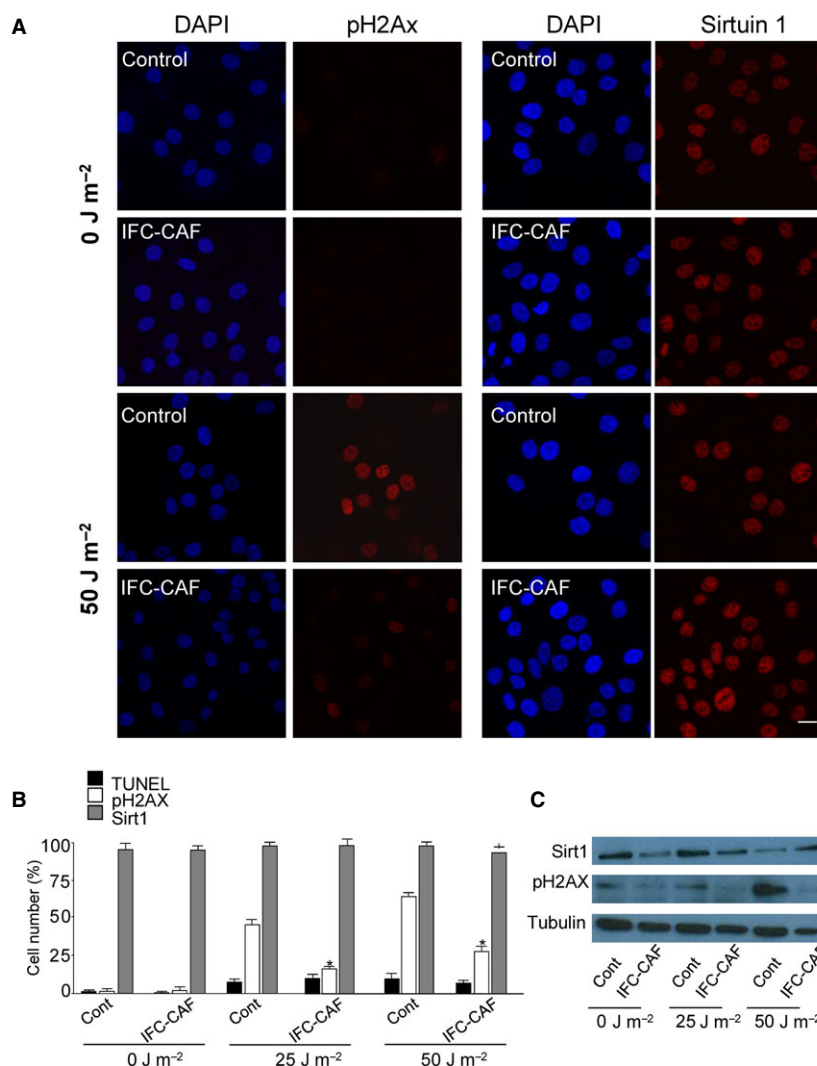 A
DAPI pH2Ax DAPI Sirtuin 1
0 J m⁻²
Control Control
IFC-CAF IFC-CAF
50 J m⁻²
Control Control
IFC-CAF IFC-CAF
B
TUNEL
pH2AX
Sirt1
Cell number (%)
100
75
50
25
0
* *
Cont IFC-CAF Cont IFC-CAF Cont IFC-CAF
0 J m⁻² 25 J m⁻² 50 J m⁻²
C
Sirt1
pH2AX
Tubulin
Cont IFC-CAF Cont IFC-CAF Cont IFC-CAF
0 J m⁻² 25 J m⁻² 50 J m⁻²